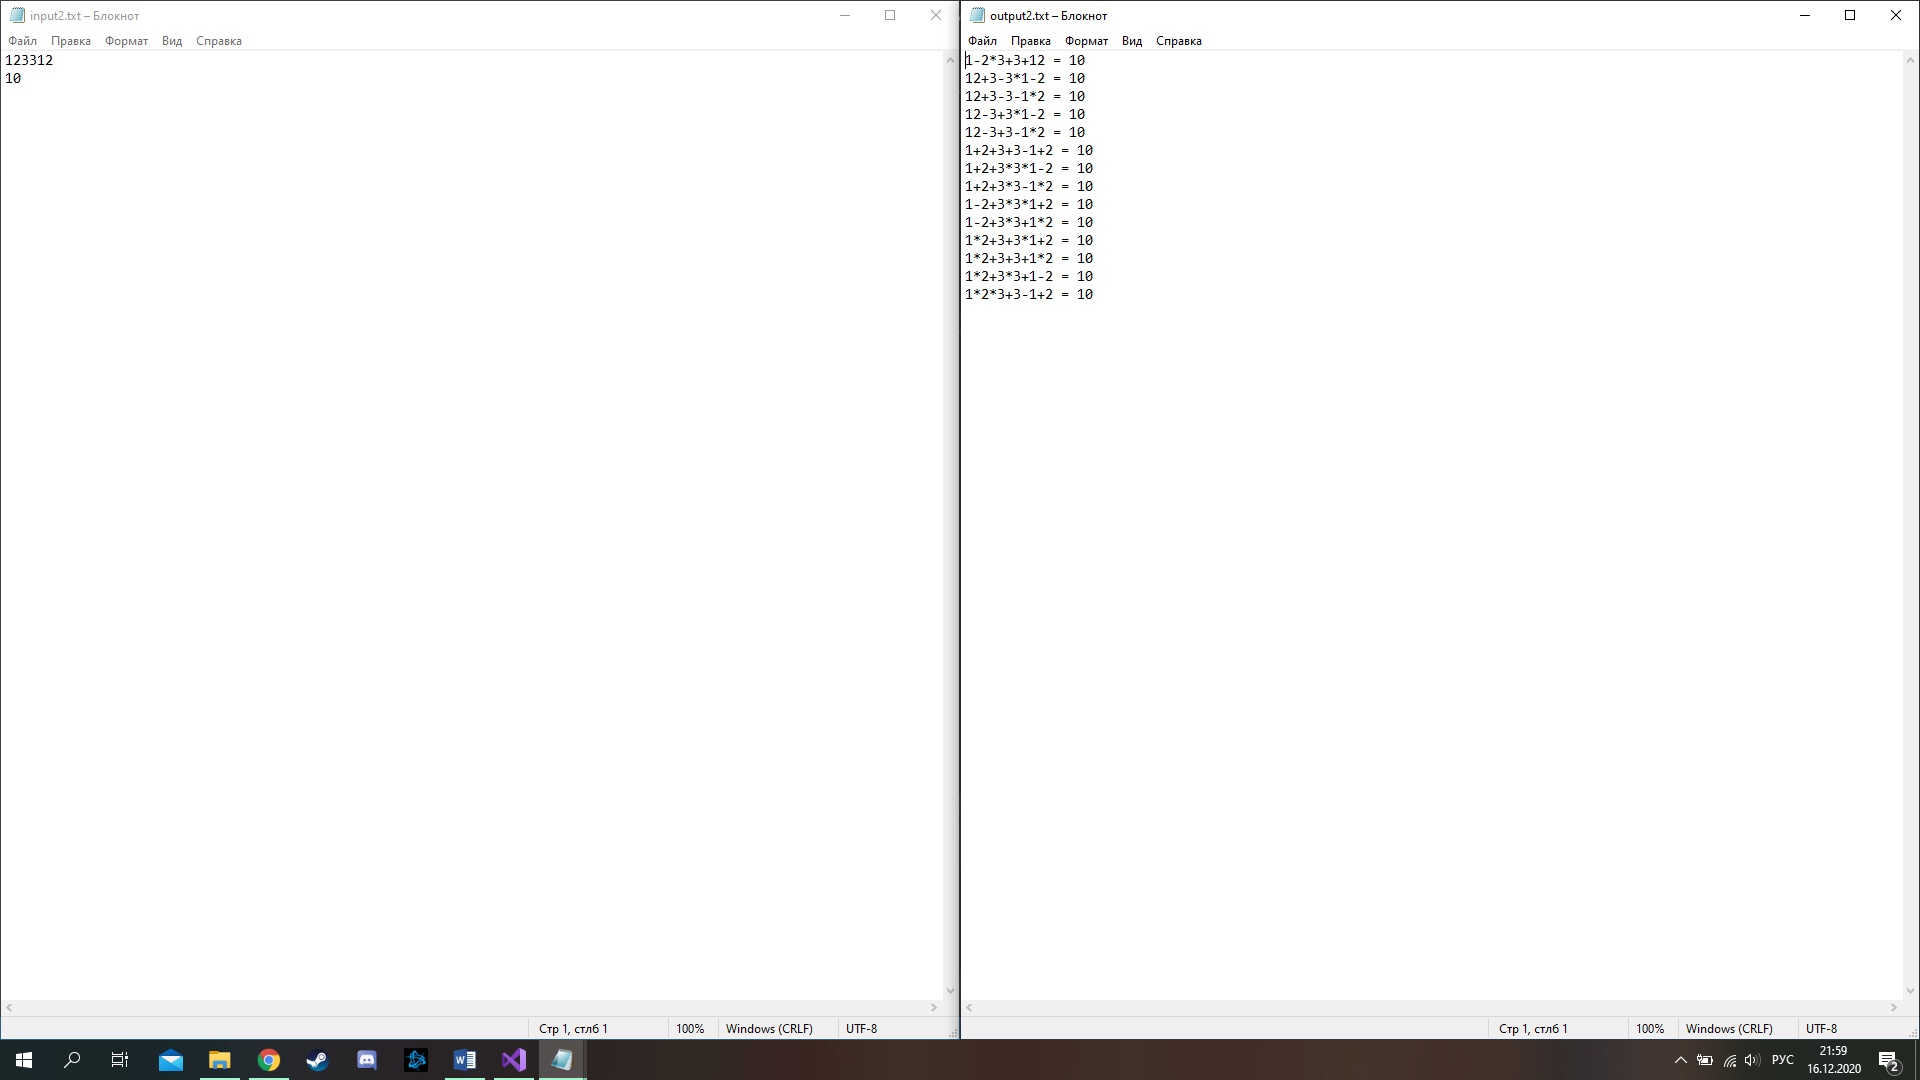 input2.txt – Блокнот
Файл Правка Формат Вид Справка
123312
10
Стр 1, стлб 1 100% Windows (CRLF) UTF-8
output2.txt – Блокнот
Файл Правка Формат Вид Справка
1-2*3+3+12 = 10
12+3-3*1-2 = 10
12+3-3-1*2 = 10
12-3+3*1-2 = 10
12-3+3-1*2 = 10
1+2+3+3-1+2 = 10
1+2+3*3*1-2 = 10
1+2+3*3-1*2 = 10
1-2+3*3*1+2 = 10
1-2+3*3+1*2 = 10
1*2+3+3*1+2 = 10
1*2+3+3+1*2 = 10
1*2+3*3+1-2 = 10
1*2*3+3-1+2 = 10
Стр 1, стлб 1 100% Windows (CRLF) UTF-8
РУС
21:59
16.12.2020
2